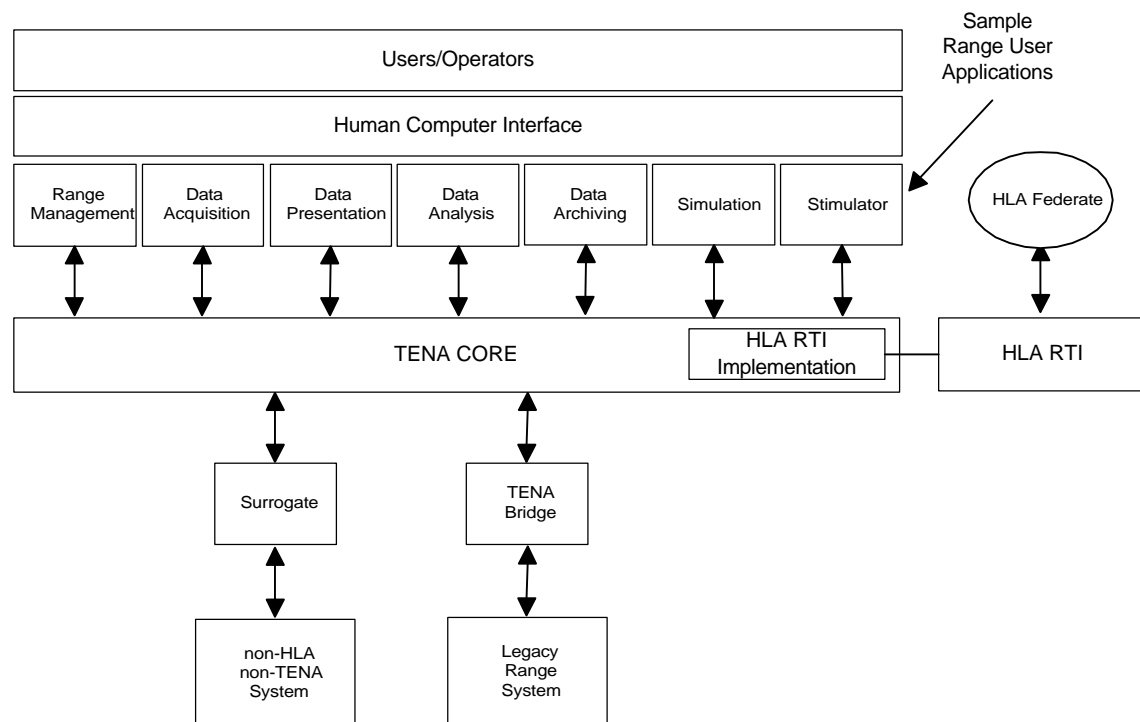 Sample
Range User
Applications
Users/Operators
Human Computer Interface
Range
Management
Data
Acquisition
Data
Presentation
Data
Analysis
Data
Archiving
Simulation
Stimulator
HLA Federate
TENA CORE
HLA RTI
Implementation
HLA RTI
Surrogate
TENA
Bridge
non-HLA
non-TENA
System
Legacy
Range
System